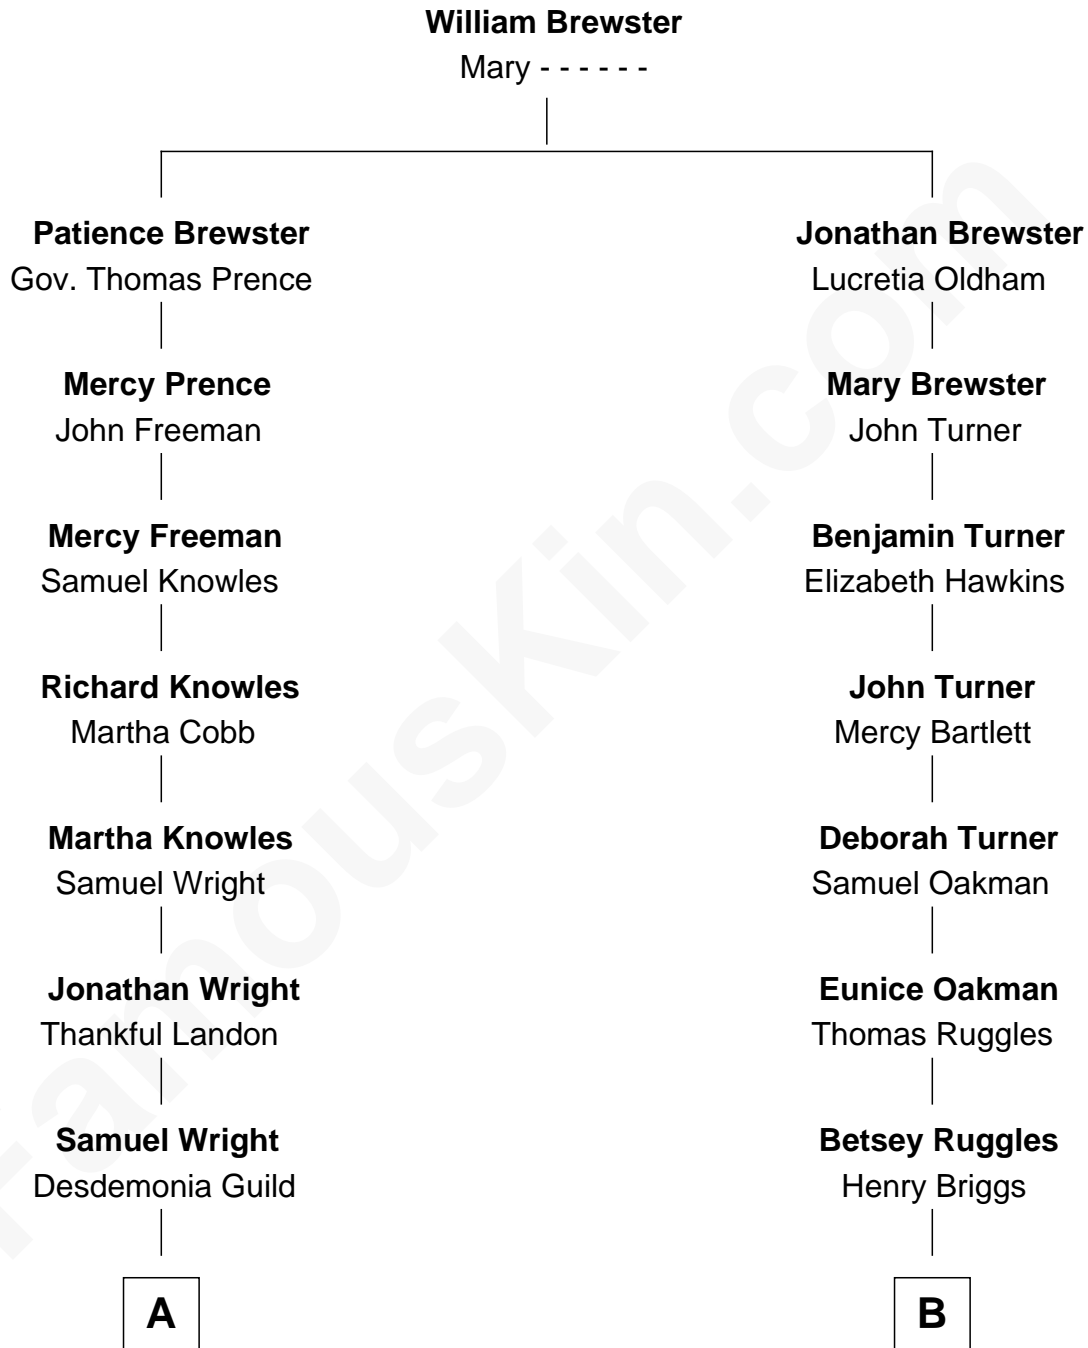 William Brewster
Mary - - - - - -
Patience Brewster
Gov. Thomas Prence
Jonathan Brewster
Lucretia Oldham
Mercy Prence
John Freeman
Mary Brewster
John Turner
Mercy Freeman
Samuel Knowles
Benjamin Turner
Elizabeth Hawkins
Richard Knowles
Martha Cobb
John Turner
Mercy Bartlett
Martha Knowles
Samuel Wright
Deborah Turner
Samuel Oakman
Jonathan Wright
Thankful Landon
Eunice Oakman
Thomas Ruggles
Samuel Wright
Desdemonia Guild
Betsey Ruggles
Henry Briggs
A
B
FamousKin.com